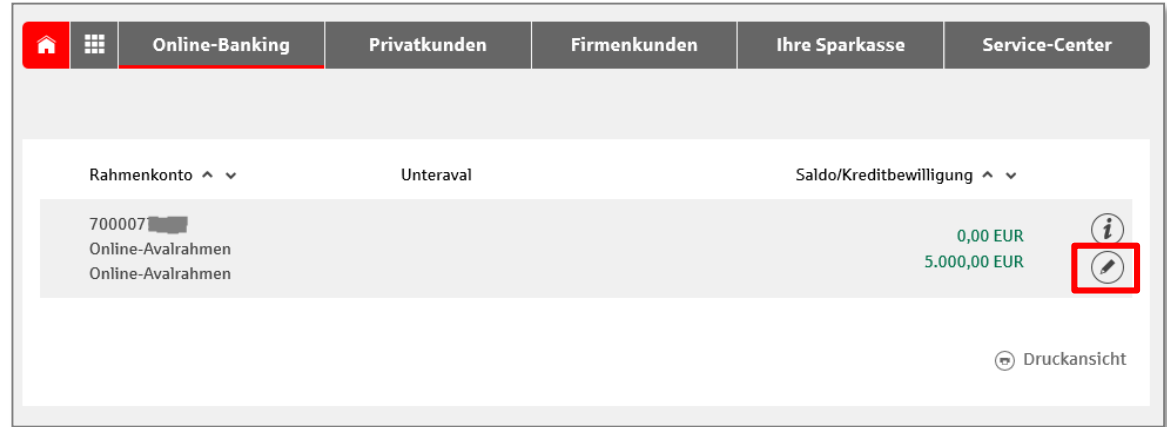 Online-Banking Privatkunden Firmenkunden Ihre Sparkasse Service-Center
Rahmenkonto Unteraval Saldo/Kreditbewilligung
700007
Online-Avalrahmen 0,00 EUR
Online-Avalrahmen 5.000,00 EUR
Druckansicht